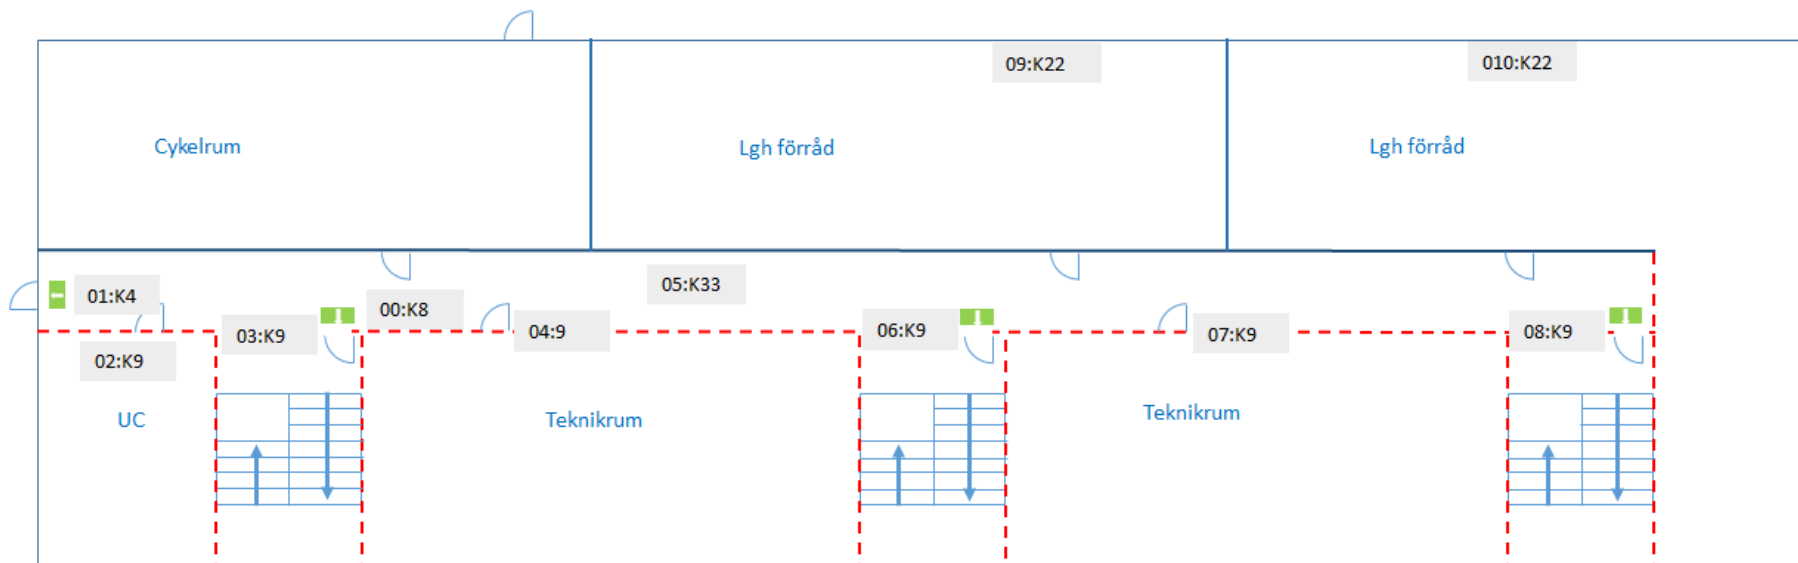 09:K22
010:K22
Cykelrum
Lgh förråd
Lgh förråd
01:K4
05:K33
00:K8
03:K9
04:9
06:K9
07:K9
08:K9
02:K9
UC
Teknikrum
Teknikrum